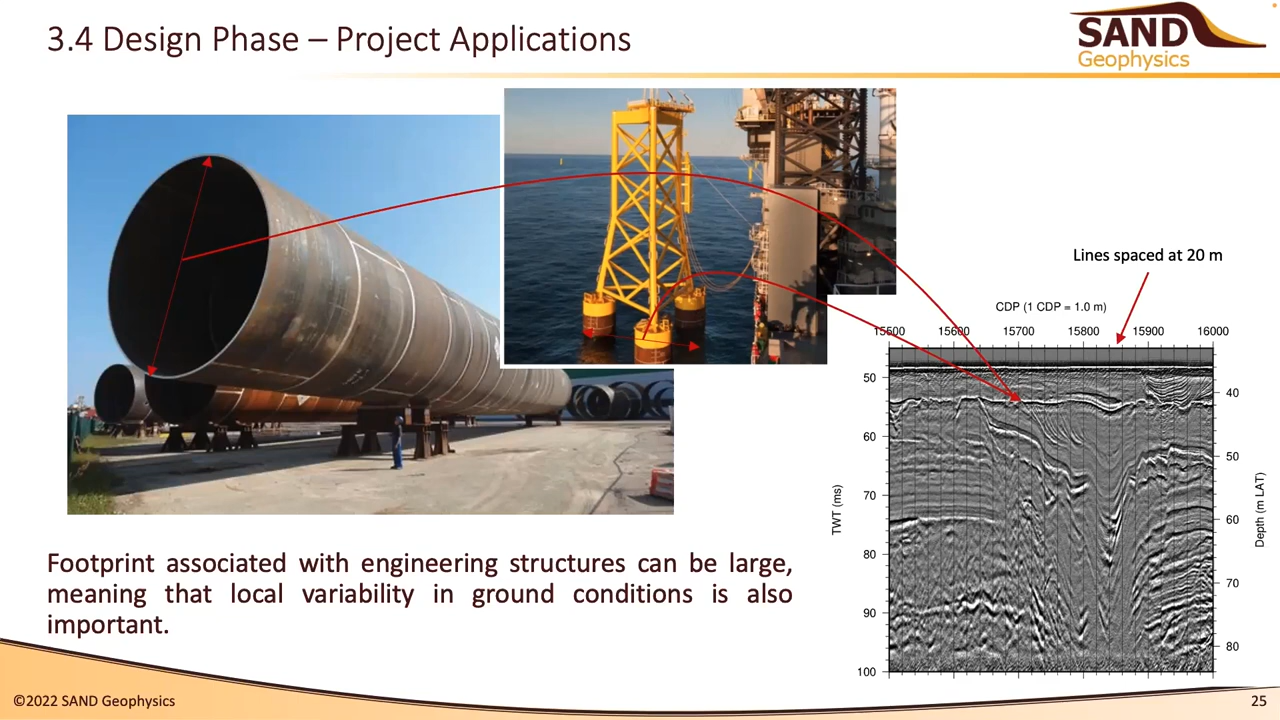 3.4 Design Phase – Project Applications
SAND
Geophysics
Lines spaced at 20 m
CDP (1 CDP = 1.0 m)
15500 15600 15700 15800 15900 16000
50
60
70
80
90
100
TWT (ms)
40
50
60
70
80
Depth (m LAT)
Footprint associated with engineering structures can be large,
meaning that local variability in ground conditions is also
important.
©2022 SAND Geophysics
25